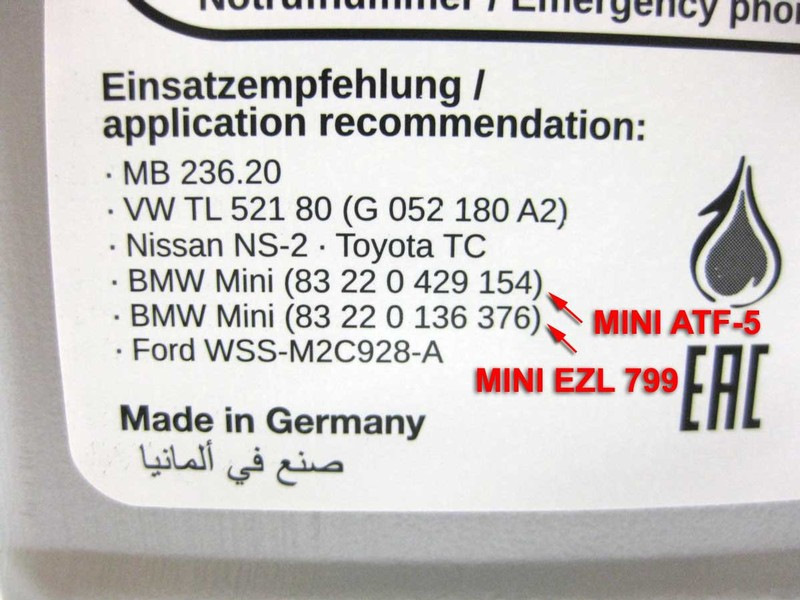 Notrufnummer / Emergency phon
Einsatzempfehlung /
application recommendation:
· MB 236.20
· VW TL 521 80 (G 052 180 A2)
· Nissan NS-2 · Toyota TC
· BMW Mini (83 22 0 429 154)
· BMW Mini (83 22 0 136 376)
MINI ATF-5
· Ford WSS-M2C928-A
MINI EZL 799
EAC
Made in Germany
صنع في ألمانيا